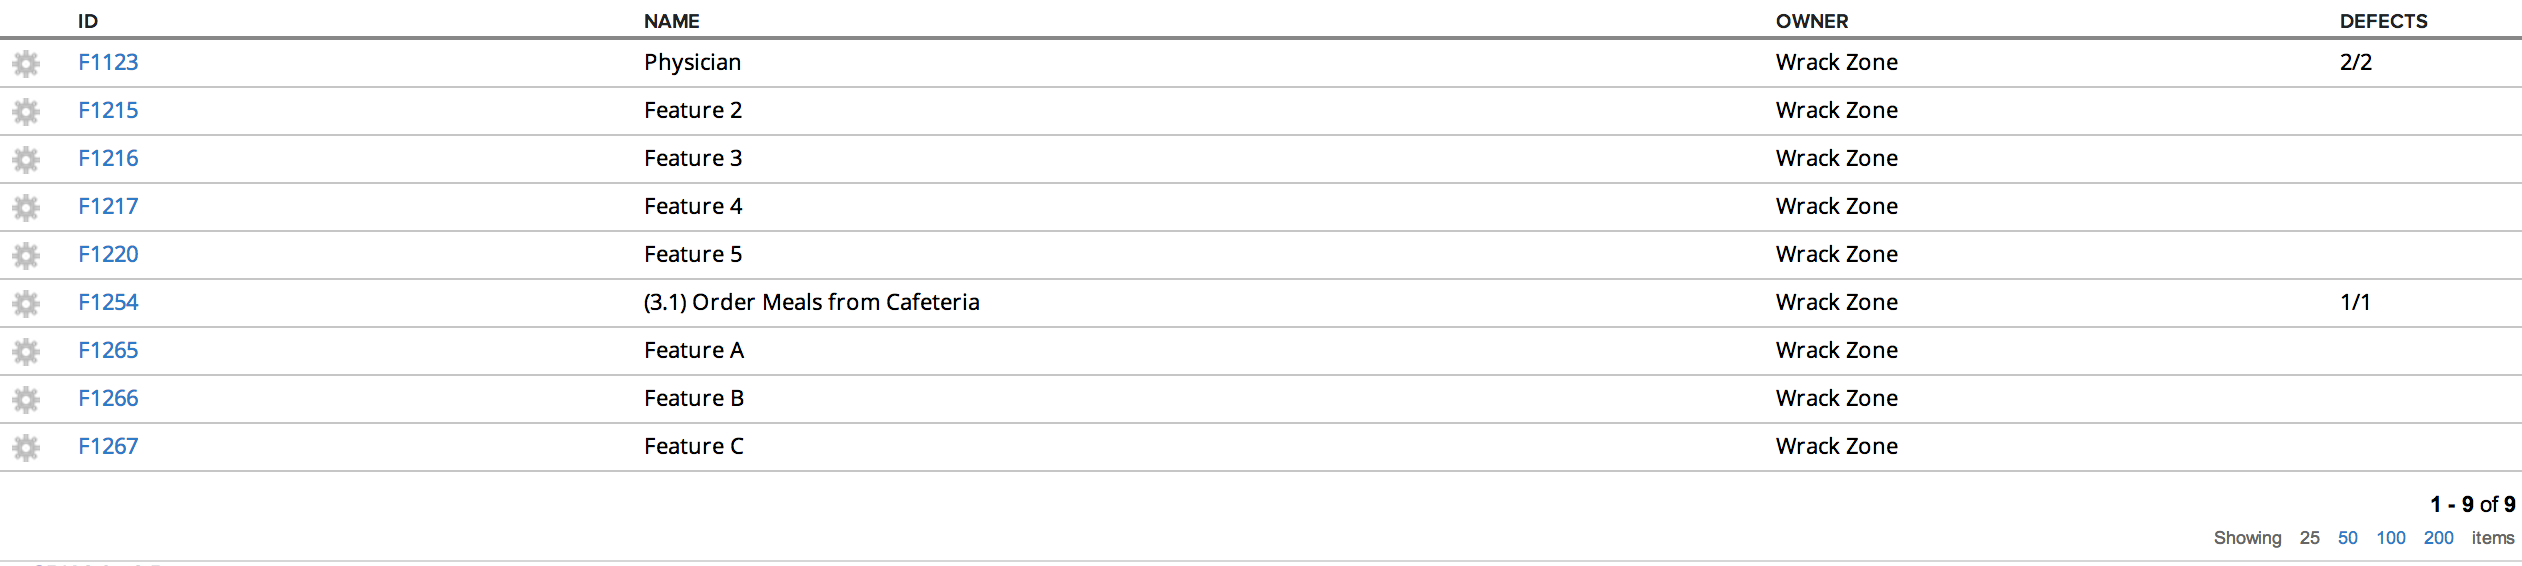 ID NAME OWNER DEFECTS
F1123 Physician Wrack Zone 2/2
F1215 Feature 2 Wrack Zone
F1216 Feature 3 Wrack Zone
F1217 Feature 4 Wrack Zone
F1220 Feature 5 Wrack Zone
F1254 (3.1) Order Meals from Cafeteria Wrack Zone 1/1
F1265 Feature A Wrack Zone
F1266 Feature B Wrack Zone
F1267 Feature C Wrack Zone
1 - 9 of 9
Showing 25 50 100 200 items